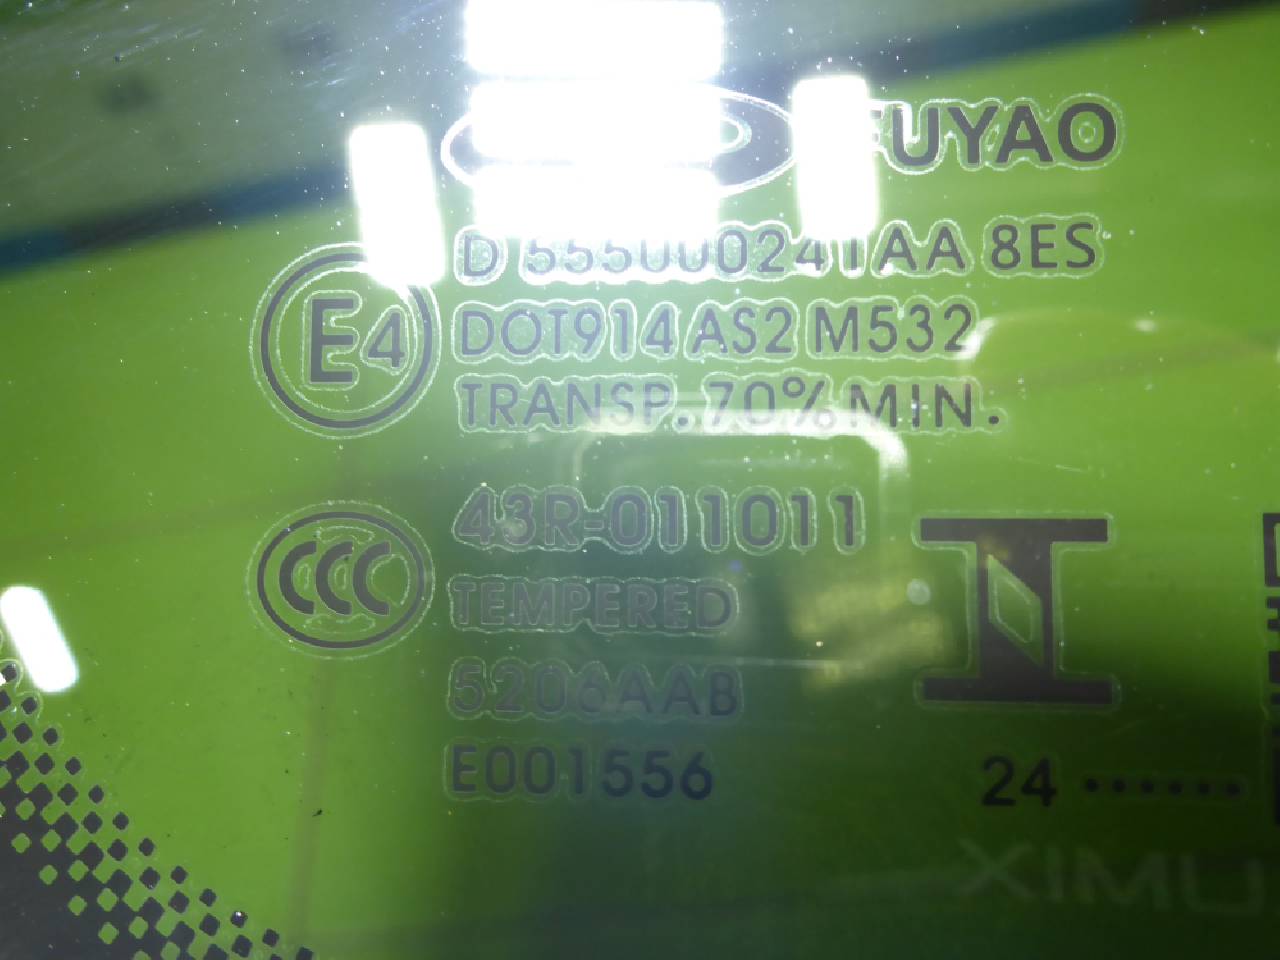 FUYAO
D 555000241AA 8ES
E4
DOT914 AS2 M532
TRANSP. 70% MIN.
43R-011011
CCC
TEMPERED
5206AAB
E001556
24 ......